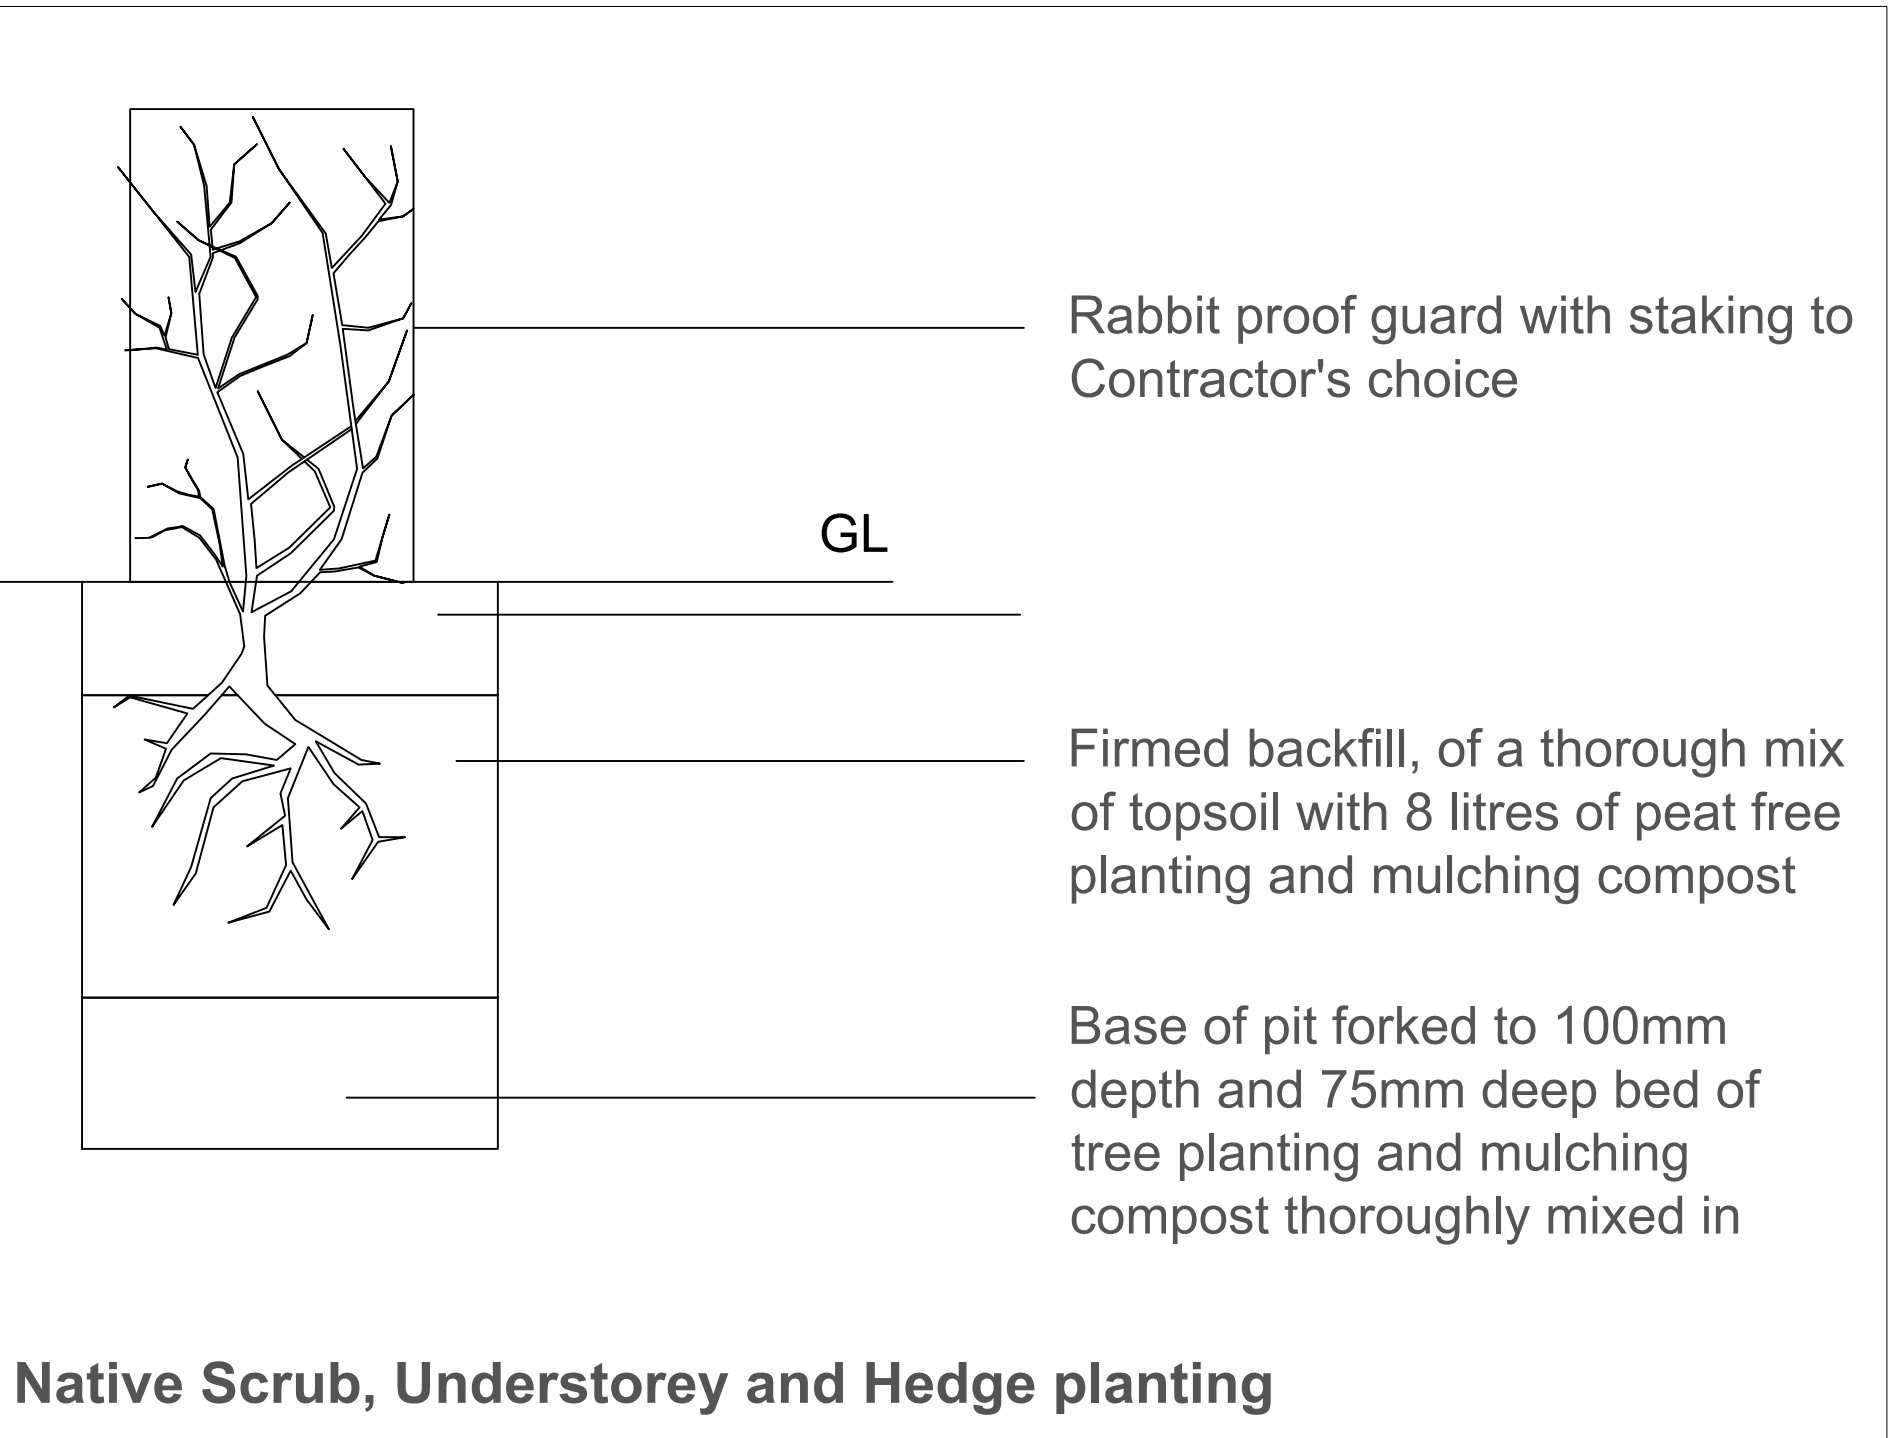 Rabbit proof guard with staking to
Contractor's choice
GL
Firmed backfill, of a thorough mix
of topsoil with 8 litres of peat free
planting and mulching compost
Base of pit forked to 100mm
depth and 75mm deep bed of
tree planting and mulching
compost thoroughly mixed in
Native Scrub, Understorey and Hedge planting